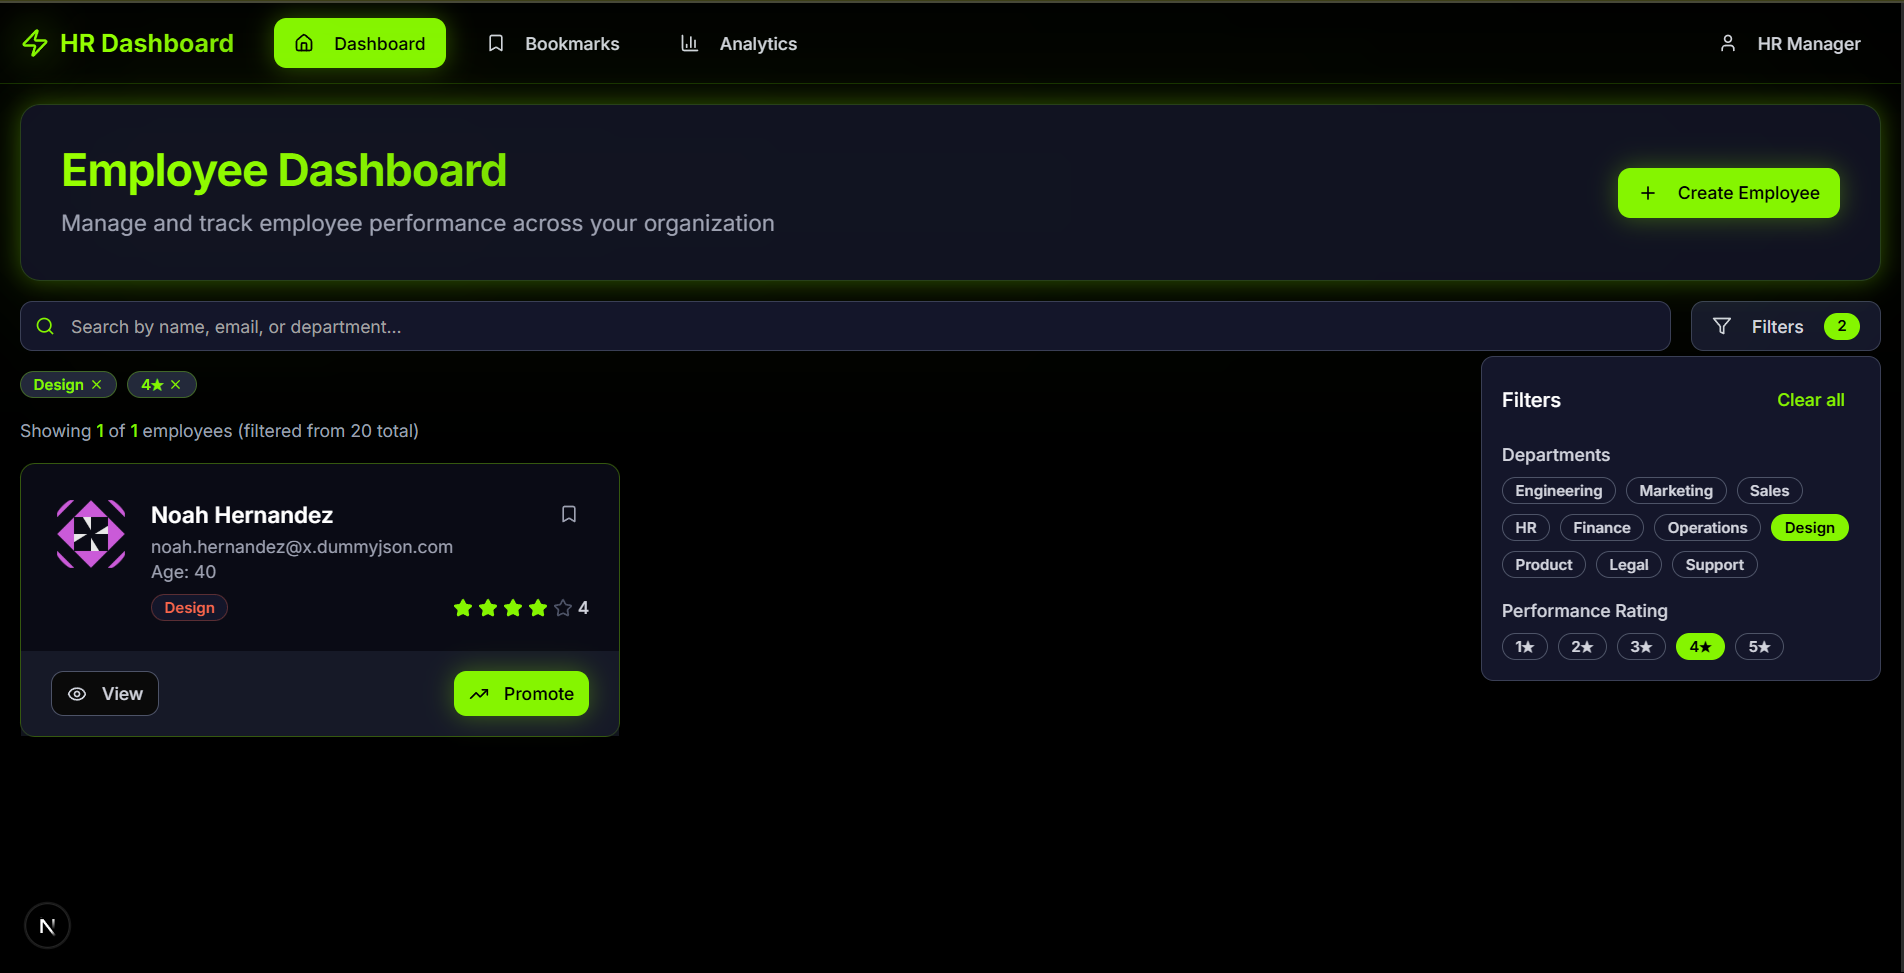 HR Dashboard
Dashboard
Bookmarks
Analytics
HR Manager
Employee Dashboard
Manage and track employee performance across your organization
Create Employee
Search by name, email, or department...
Filters 2
Design ×
4★ ×
Showing 1 of 1 employees (filtered from 20 total)
Noah Hernandez
noah.hernandez@x.dummyjson.com
Age: 40
Design
4
View
Promote
Filters
Clear all
Departments
Engineering Marketing Sales
HR Finance Operations Design
Product Legal Support
Performance Rating
1★ 2★ 3★ 4★ 5★
N